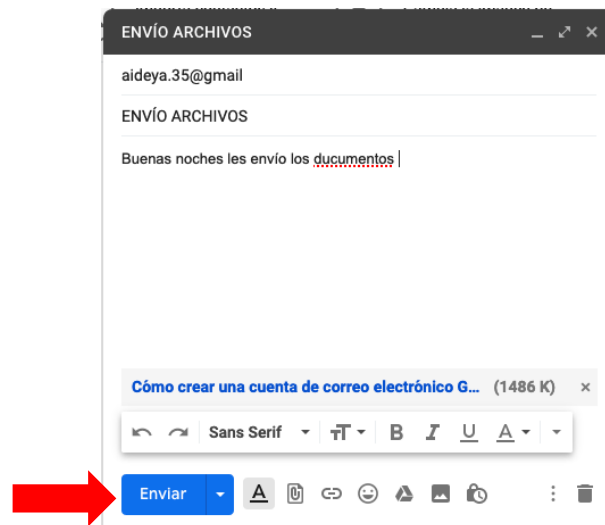 ENVÍO ARCHIVOS
aideya.35@gmail
ENVÍO ARCHIVOS
Buenas noches les envío los ducumentos
Cómo crear una cuenta de correo electrónico G... (1486 K)
Sans Serif
Enviar